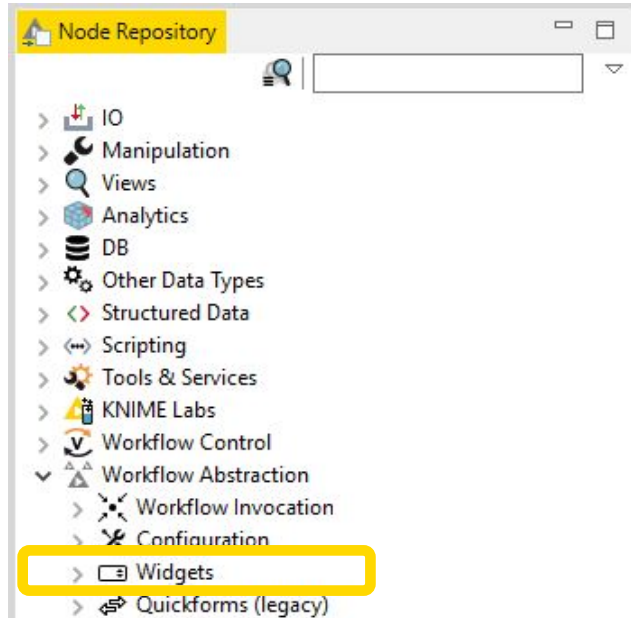 Node Repository
IO
Manipulation
Views
Analytics
DB
Other Data Types
Structured Data
Scripting
Tools & Services
KNIME Labs
Workflow Control
Workflow Abstraction
Workflow Invocation
Configuration
Widgets
Quickforms (legacy)